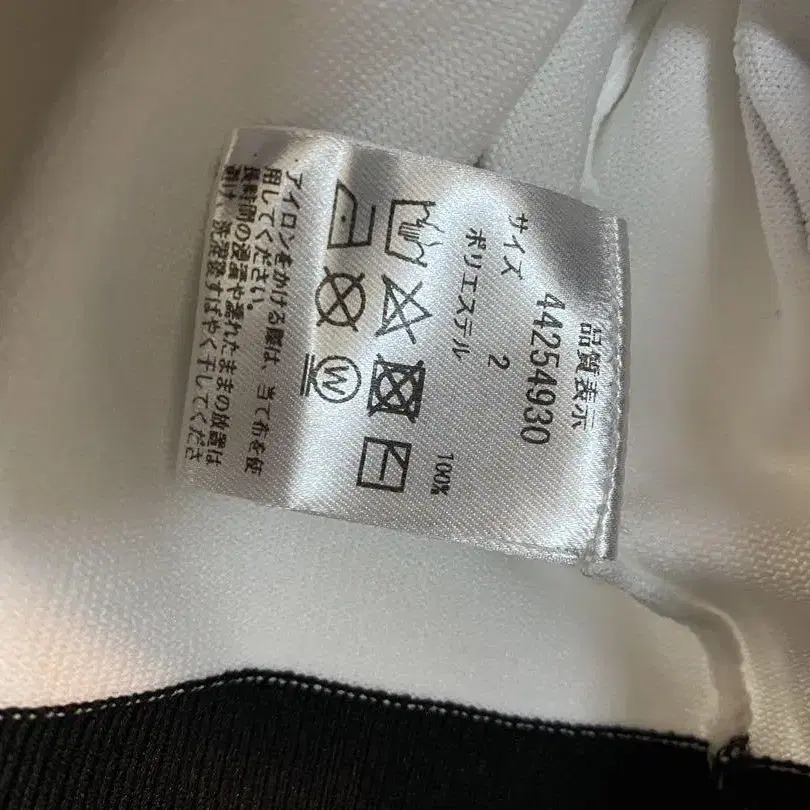 品質表示
44254930
サイズ 2
ポリエステル 100%
W
・アイロンをかける際は、当て布を使
用してください。
長時間の浸漬や濡れたままの放置は
避け、洗濯後すばやく干してくださ